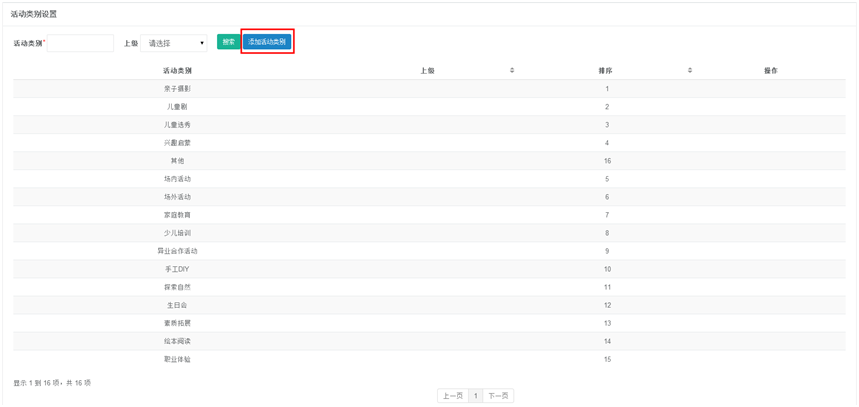 活动类别设置
活动类别* 上级 请选择 搜索 添加活动类别
活动类别 上级 排序 操作
亲子摄影 1
儿童剧 2
儿童选秀 3
兴趣启蒙 4
其他 16
场内活动 5
场外活动 6
家庭教育 7
少儿培训 8
异业合作活动 9
手工DIY 10
探索自然 11
生日会 12
素质拓展 13
绘本阅读 14
职业体验 15
显示 1 到 16 项，共 16 项
上一页 1 下一页